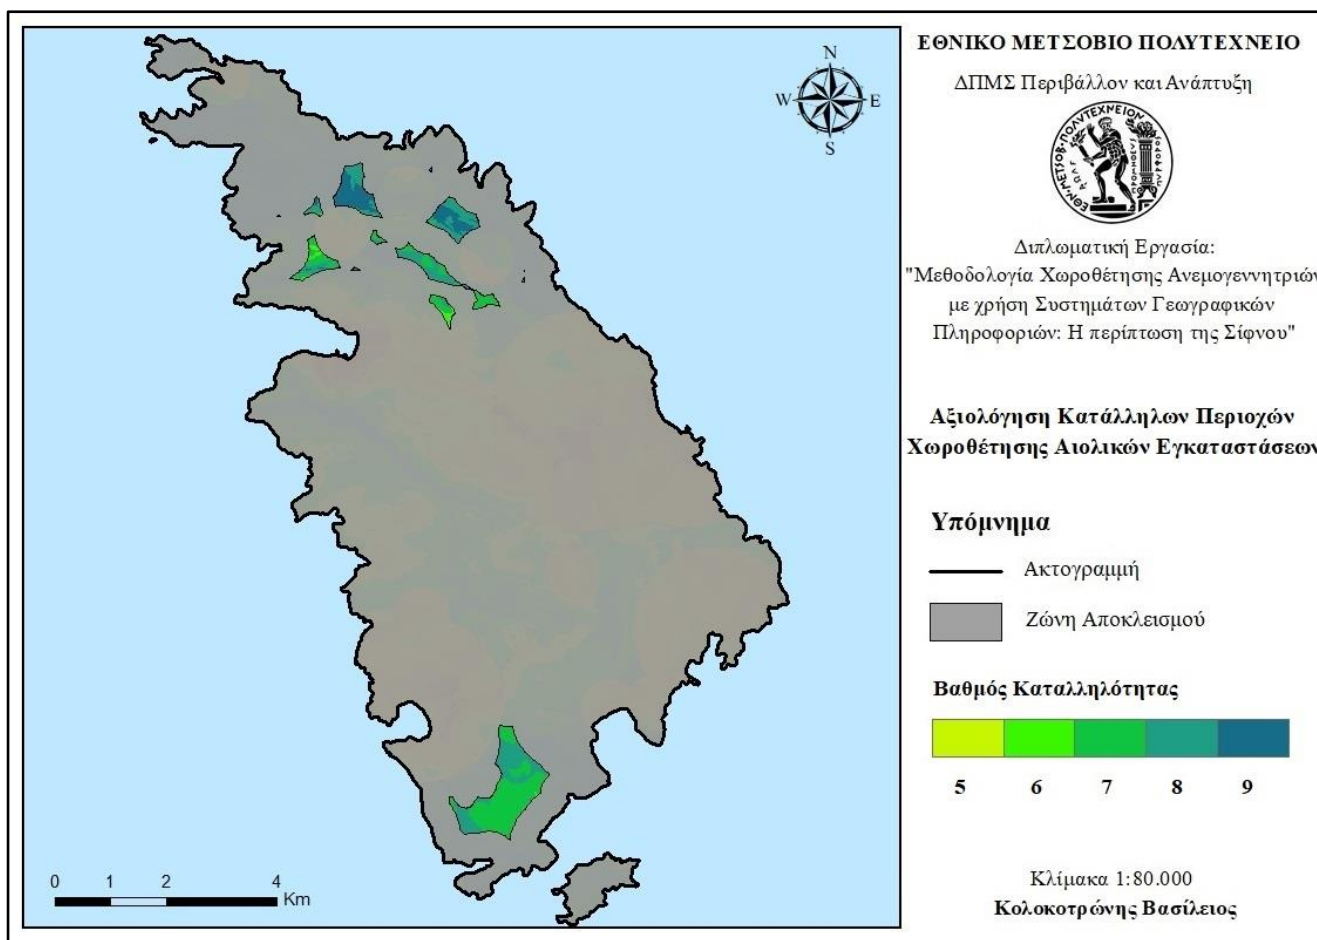 ΕΘΝΙΚΟ ΜΕΤΣΟΒΙΟ ΠΟΛΥΤΕΧΝΕΙΟ
ΔΠΜΣ Περιβάλλον και Ανάπτυξη
Διπλωματική Εργασία:
"Μεθοδολογία Χωροθέτησης Ανεμογεννητριών
με χρήση Συστημάτων Γεωγραφικών
Πληροφοριών: Η περίπτωση της Σίφνου"
Αξιολόγηση Κατάλληλων Περιοχών
Χωροθέτησης Αιολικών Εγκαταστάσεων
Υπόμνημα
Ακτογραμμή
Ζώνη Αποκλεισμού
Βαθμός Καταλληλότητας
5 6 7 8 9
Κλίμακα 1:80.000
Κολοκοτρώνης Βασίλειος
N
W E
S
0 1 2 4
Km